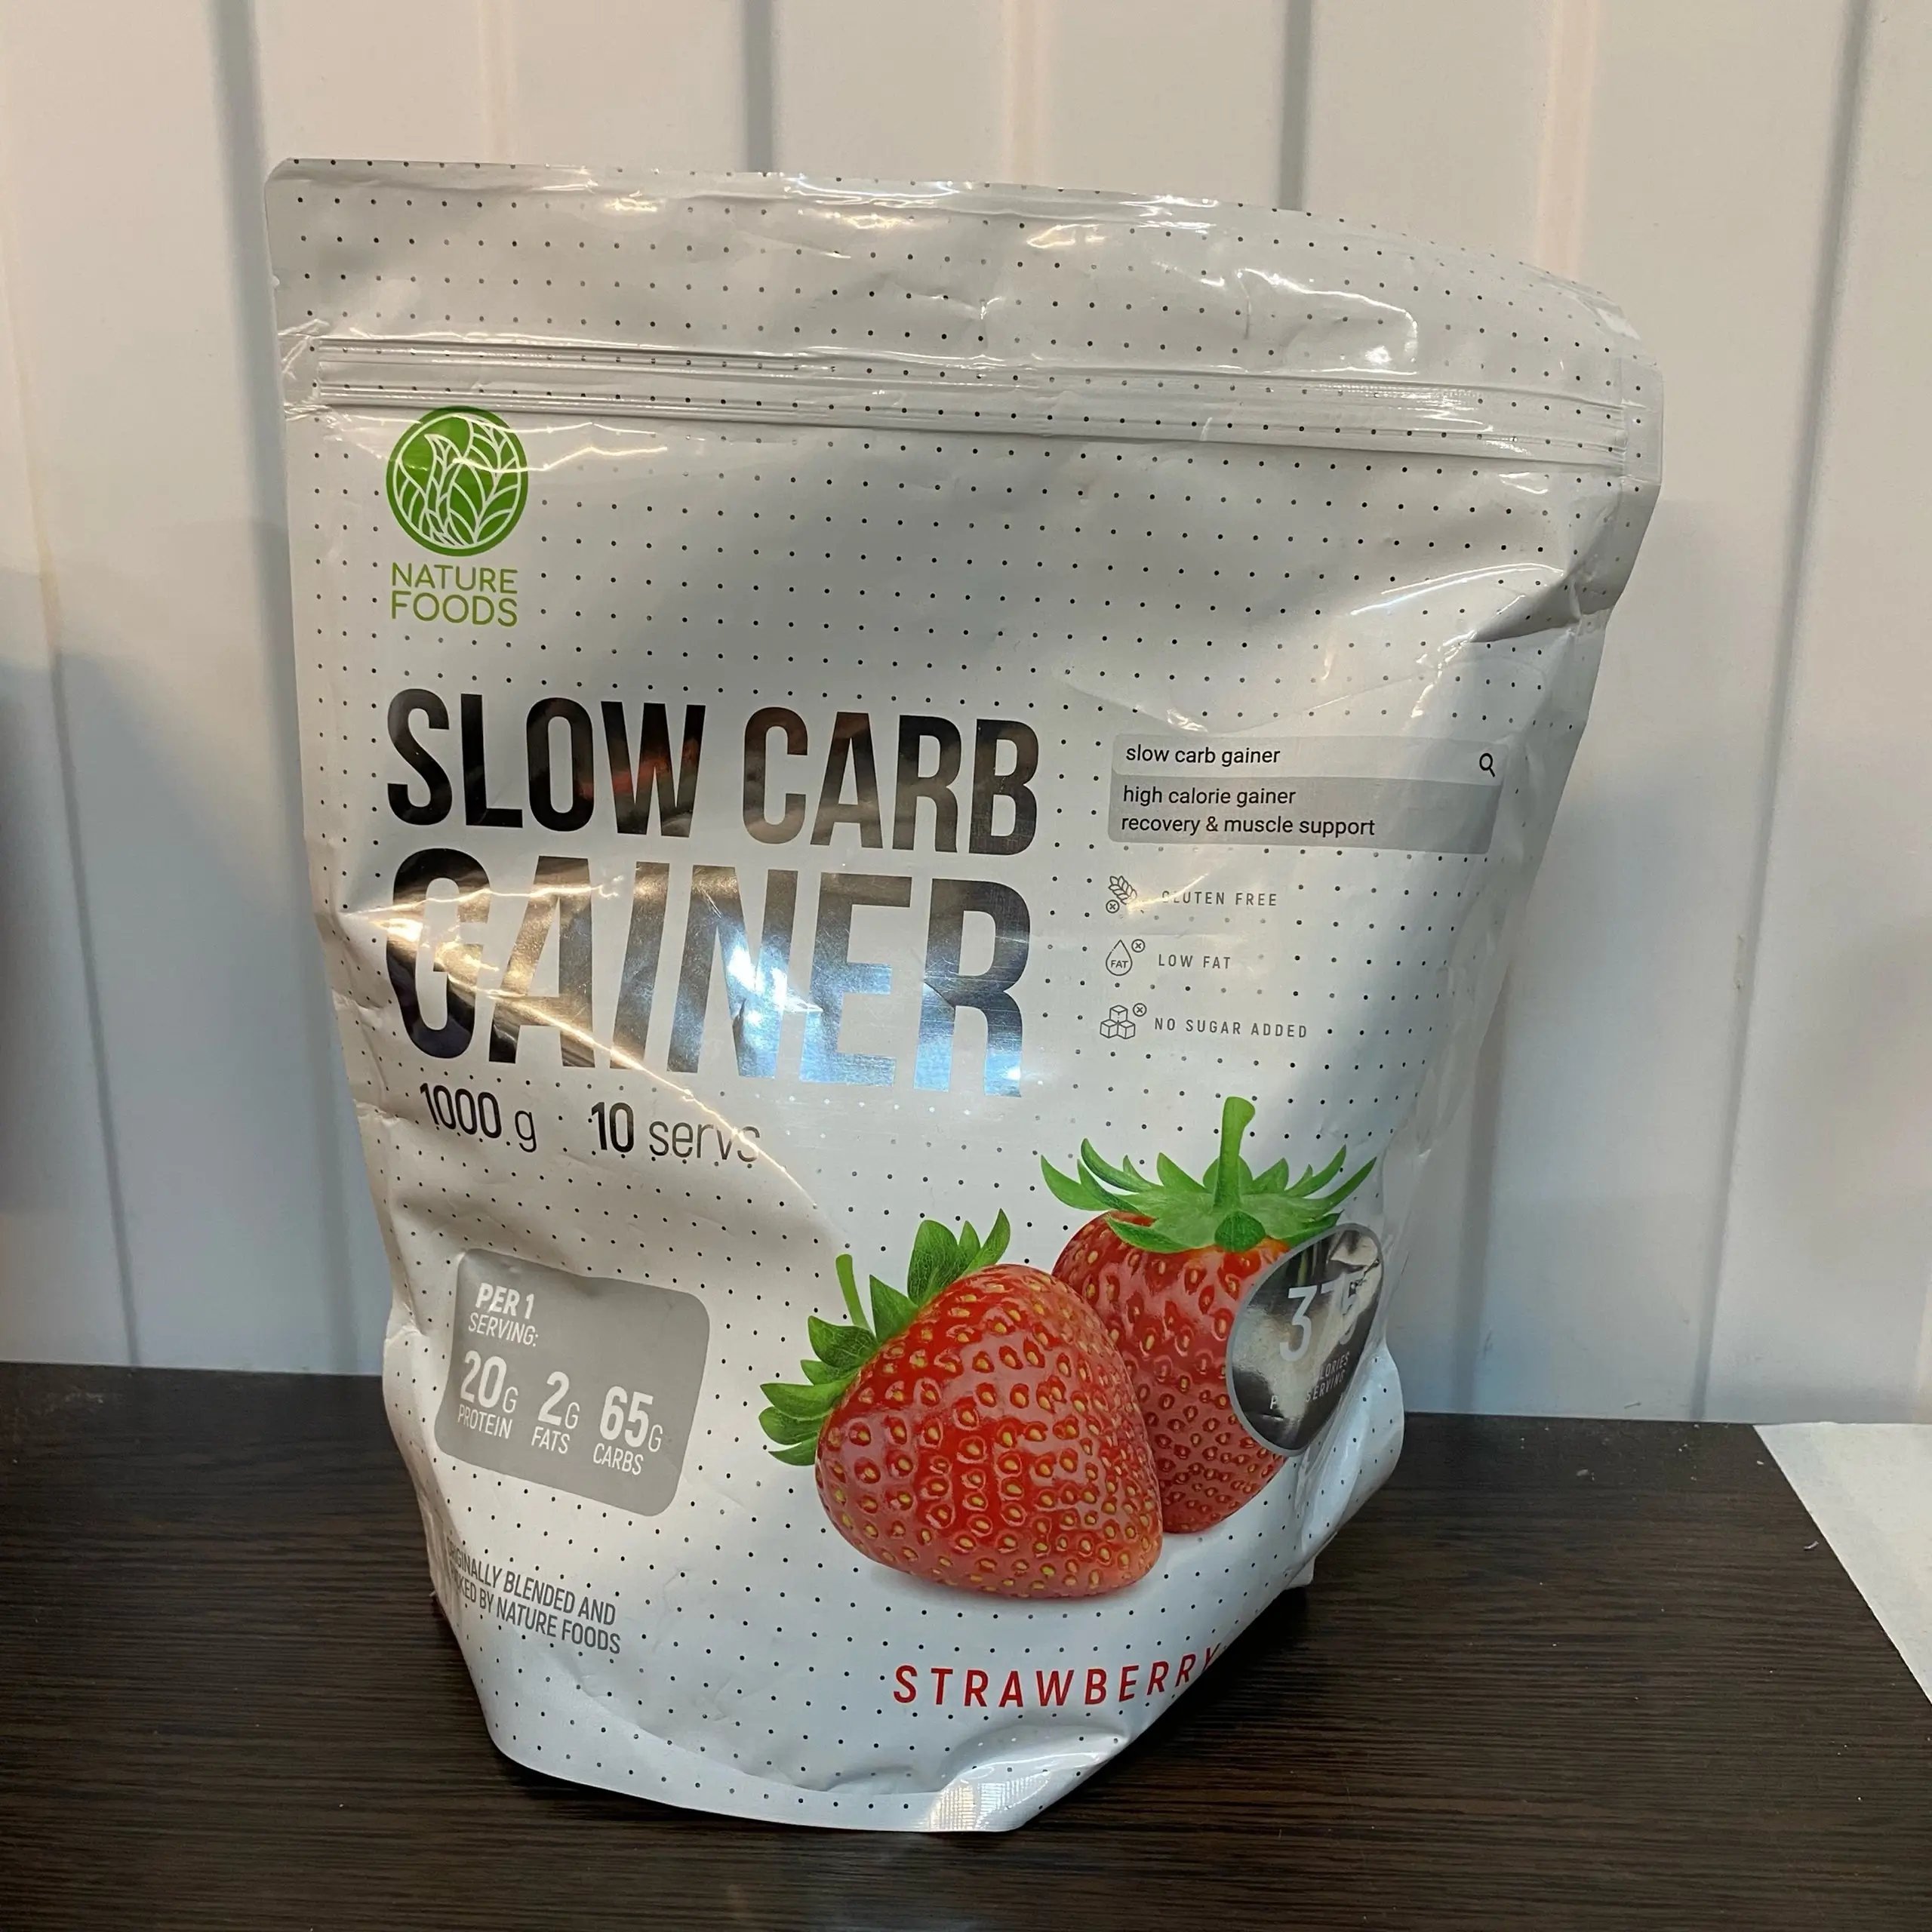 NATURE
FOODS
SLOW CARB
GAINER
slow carb gainer
high calorie gainer
recovery & muscle support
GLUTEN FREE
FAT LOW FAT
NO SUGAR ADDED
1000 g 10 servs
PER 1
SERVING:
20G 2G 65G
PROTEIN FATS CARBS
BLENDED AND
BY NATURE FOODS
STRAWBERRY